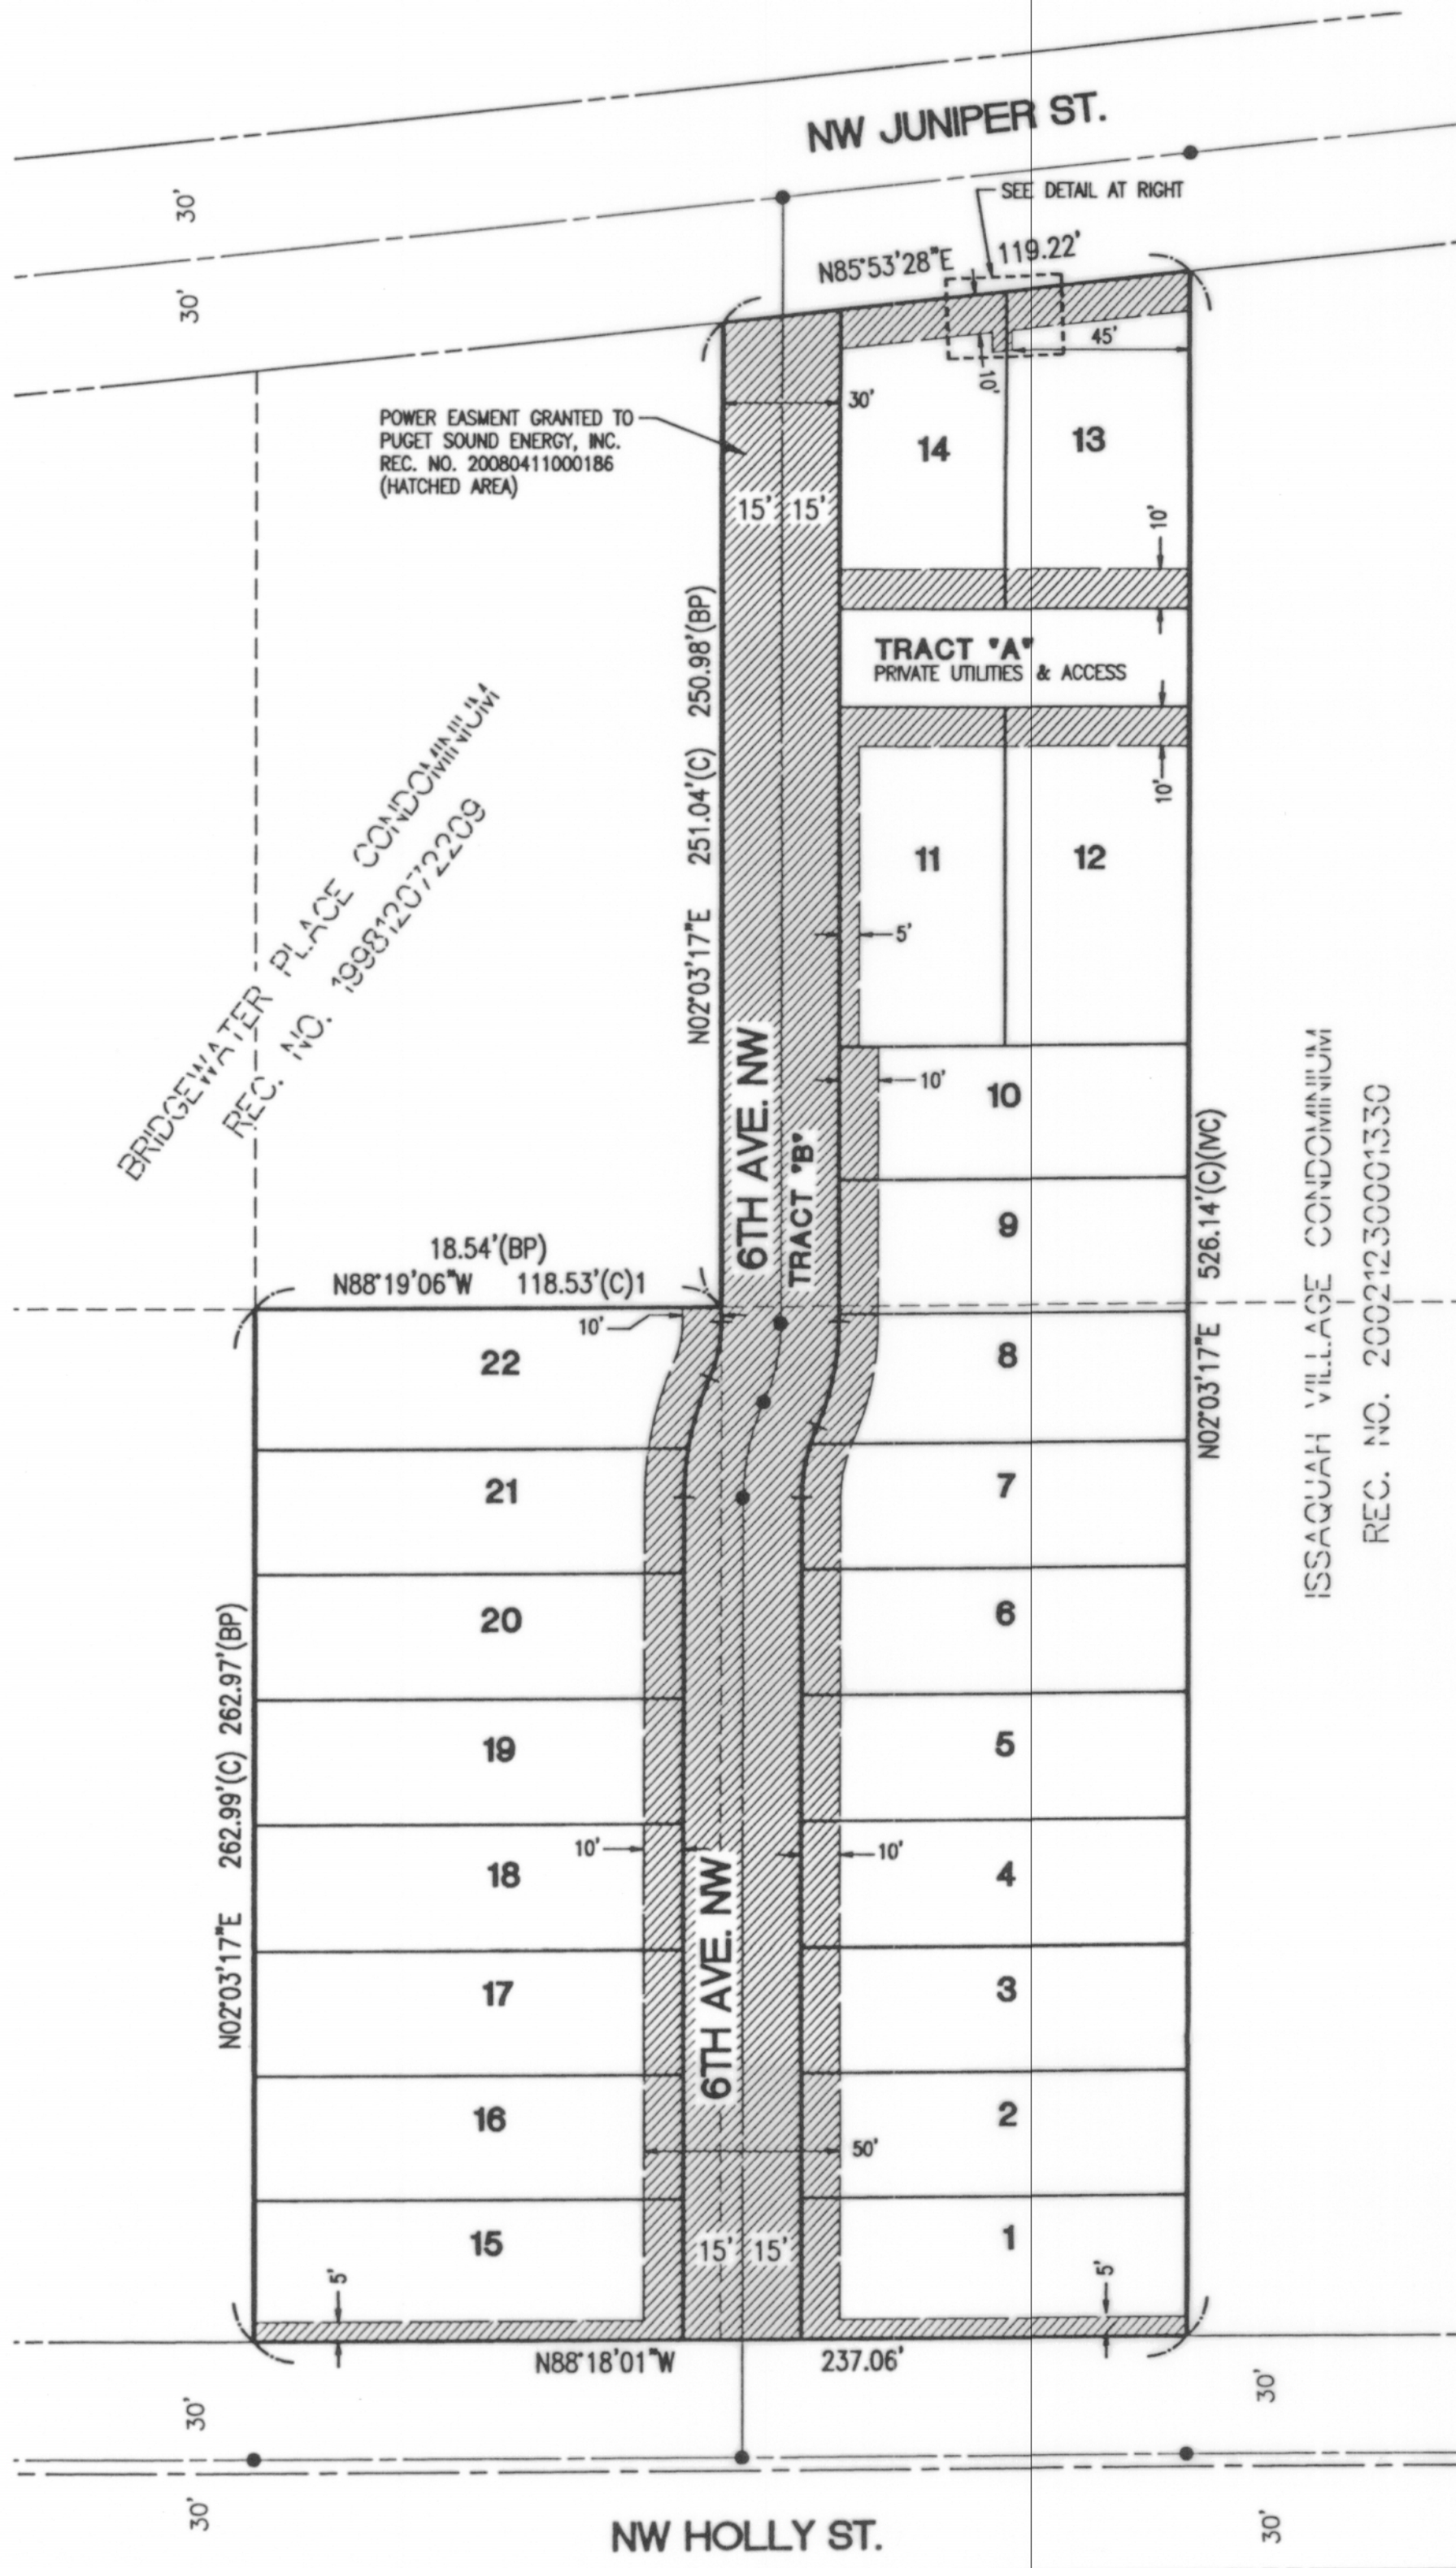 NW JUNIPER ST.
30'
SEE DETAIL AT RIGHT
N85°53'28"E 119.22'
30'
45'
10'
30'
POWER EASMENT GRANTED TO
PUGET SOUND ENERGY, INC.
REC. NO. 20080411000186
(HATCHED AREA)
14
13
15' 15'
10'
TRACT "A"
PRIVATE UTILITIES & ACCESS
10'
N02°03'17"E 251.04'(C) 250.98'(BP)
BRIDGEWATER PLACE CONDOMINIUM
REC. NO. 199812072209
11
12
5'
6TH AVE. NW
TRACT "B"
10'
10
9
18.54'(BP)
N88°19'06"W 118.53'(C)1
10'
N02°03'17"E 526.14'(C)(IVC)
ISSAQUAH VILLAGE CONDOMINIUM
REC. NO. 20021230001330
22
8
21
7
20
6
19
5
N02°03'17"E 262.99'(C) 262.97'(BP)
10'
10'
18
4
6TH AVE. NW
17
3
16
2
50'
15
15' 15'
1
5'
5'
N88°18'01"W 237.06'
30'
30'
30'
30'
NW HOLLY ST.